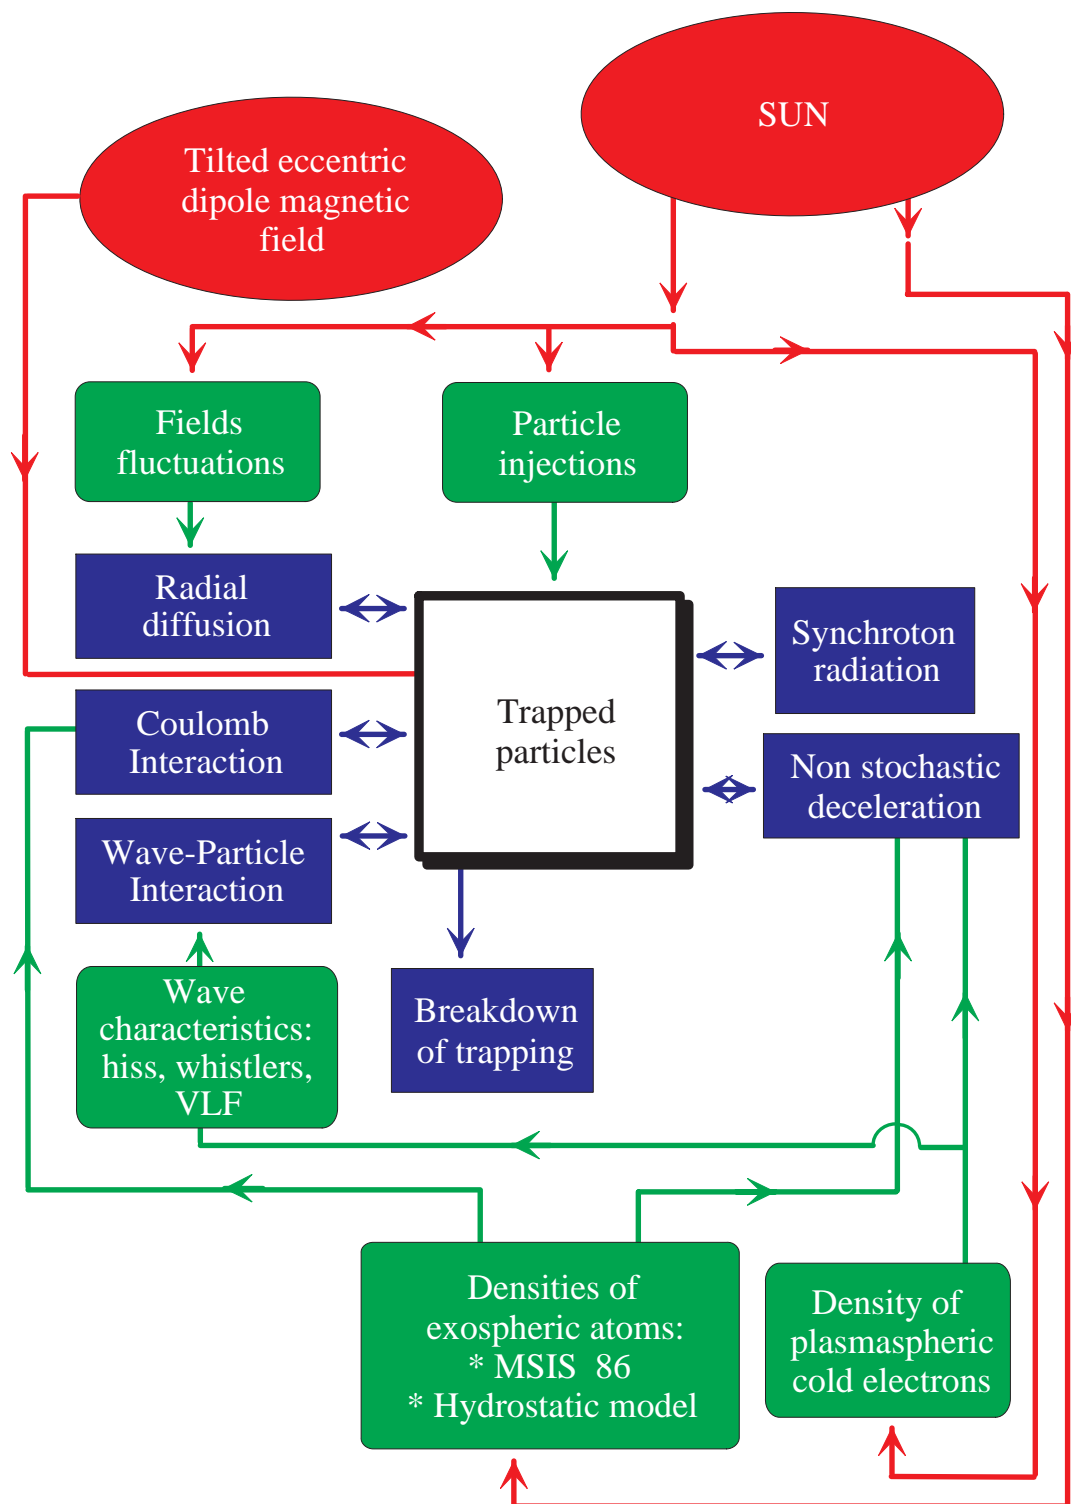 SUN
Tilted eccentric
dipole magnetic
field
Fields
fluctuations
Particle
injections
Radial
diffusion
Synchroton
radiation
Trapped
particles
Coulomb
Interaction
Non stochastic
deceleration
Wave-Particle
Interaction
Wave
characteristics:
hiss, whistlers,
VLF
Breakdown
of trapping
Densities of
exospheric atoms:
* MSIS 86
* Hydrostatic model
Density of
plasmaspheric
cold electrons